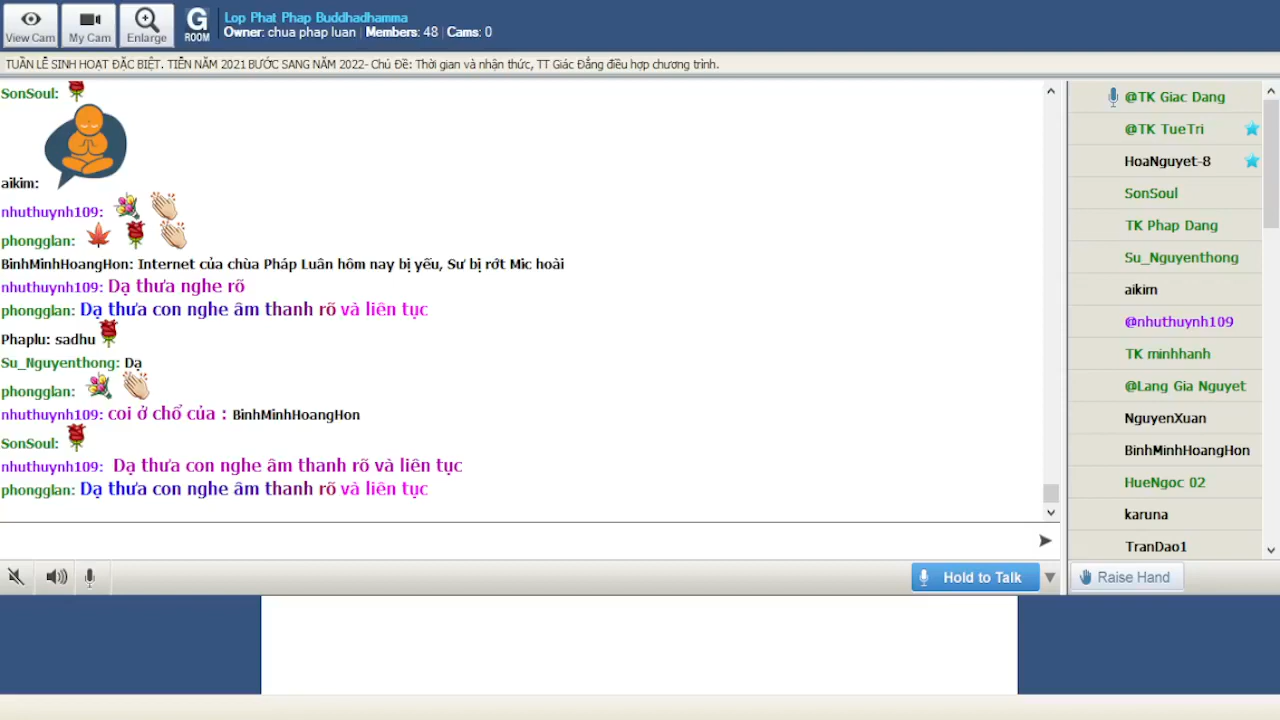 View Cam
My Cam
Enlarge
G
ROOM
Lop Phat Phap Buddhadhamma
Owner: chua phap luan | Members: 48 | Cams: 0
TUẦN LỄ SINH HOẠT ĐẶC BIỆT. TIỄN NĂM 2021 BƯỚC SANG NĂM 2022- Chủ Đề: Thời gian và nhận thức, TT Giác Đẳng điều hợp chương trình.
SonSoul:
aikim:
nhuthuynh109:
phongglan:
BinhMinhHoangHon: Internet của chùa Pháp Luân hôm nay bị yếu, Sư bị rớt Mic hoài
nhuthuynh109: Dạ thưa nghe rõ
phongglan: Dạ thưa con nghe âm thanh rõ và liên tục
Phaplu: sadhu
Su_Nguyenthong: Dạ
phongglan:
nhuthuynh109: coi ở chổ của : BinhMinhHoangHon
SonSoul:
nhuthuynh109: Dạ thưa con nghe âm thanh rõ và liên tục
phongglan: Dạ thưa con nghe âm thanh rõ và liên tục
Hold to Talk
@TK Giac Dang
@TK TueTri
HoaNguyet-8
SonSoul
TK Phap Dang
Su_Nguyenthong
aikim
@nhuthuynh109
TK minhhanh
@Lang Gia Nguyet
NguyenXuan
BinhMinhHoangHon
HueNgoc 02
karuna
TranDao1
Raise Hand